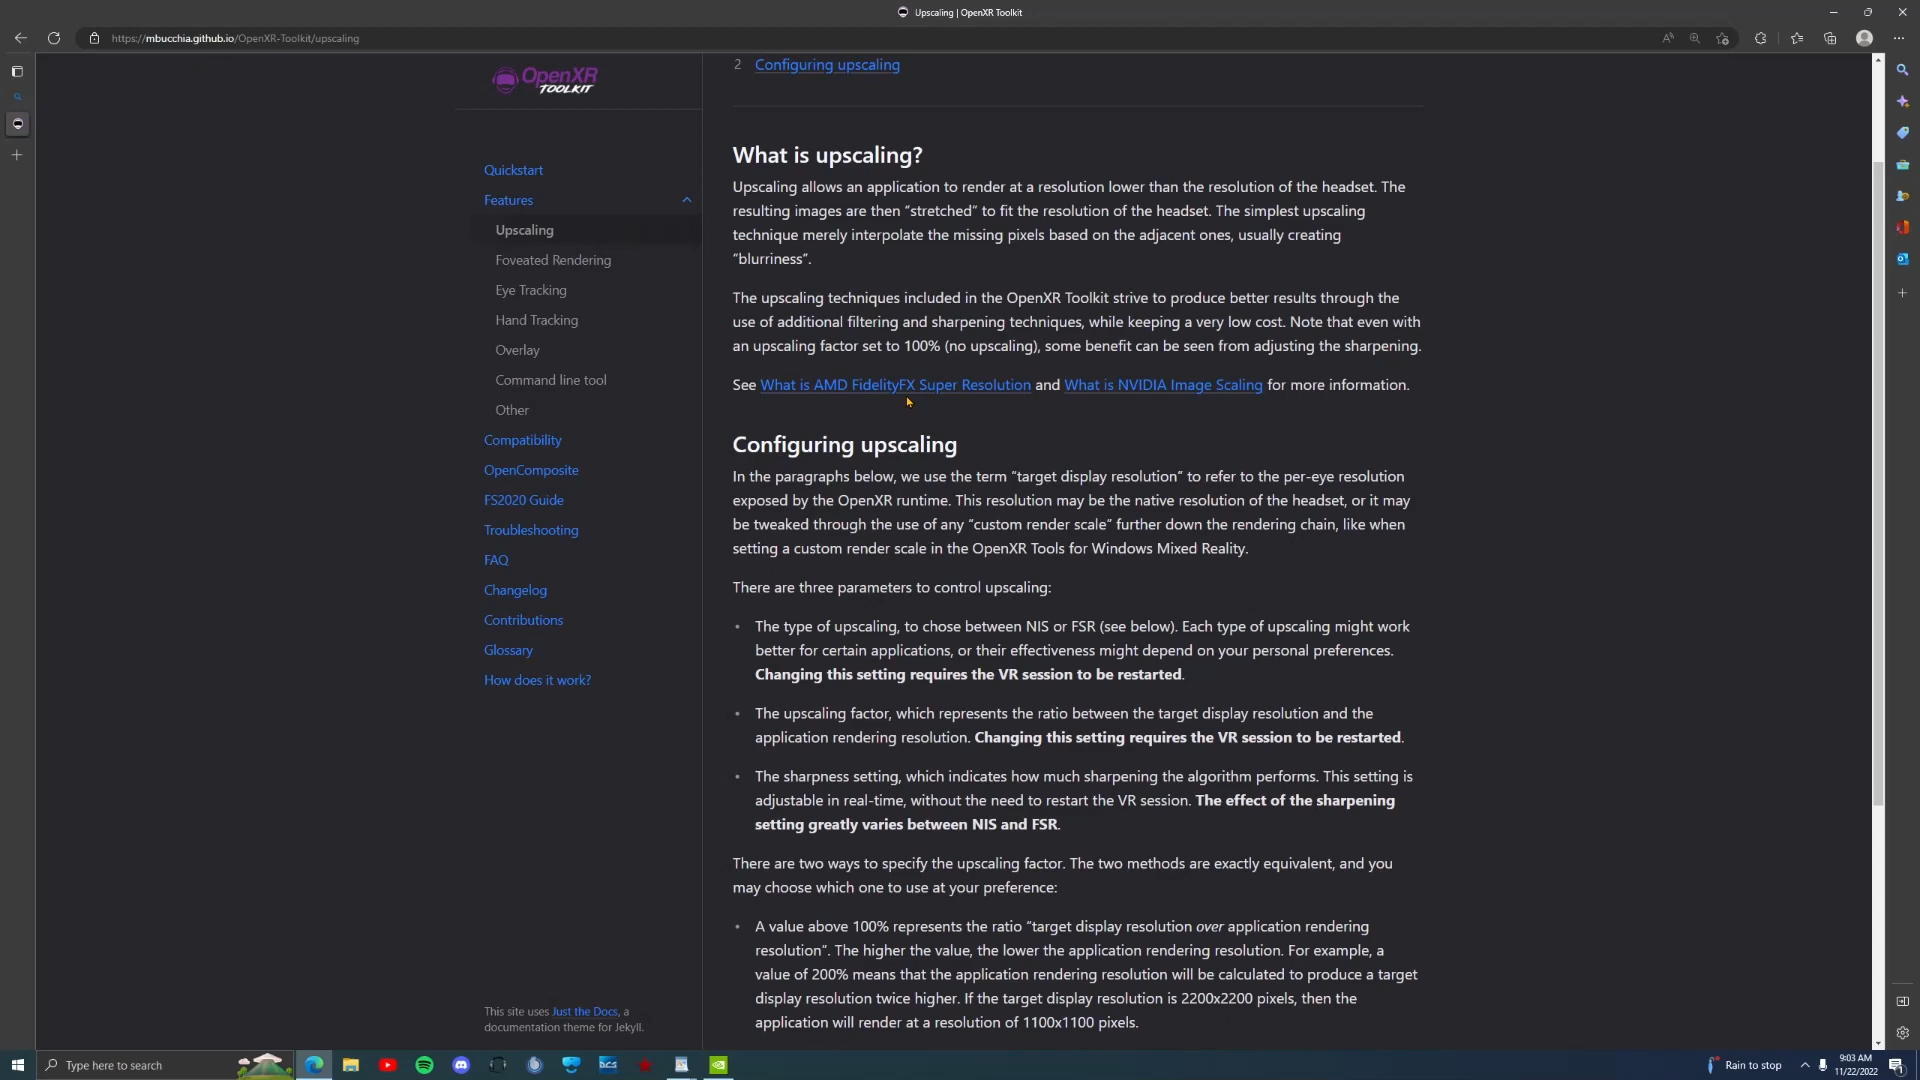 Upscaling | OpenXR Toolkit
https://mbucchia.github.io/OpenXR-Toolkit/upscaling
OpenXR
TOOLKIT
Quickstart
Features
Upscaling
Foveated Rendering
Eye Tracking
Hand Tracking
Overlay
Command line tool
Other
Compatibility
OpenComposite
FS2020 Guide
Troubleshooting
FAQ
Changelog
Contributions
Glossary
How does it work?
This site uses Just the Docs, a
documentation theme for Jekyll.
2 Configuring upscaling
What is upscaling?
Upscaling allows an application to render at a resolution lower than the resolution of the headset. The
resulting images are then “stretched” to fit the resolution of the headset. The simplest upscaling
technique merely interpolate the missing pixels based on the adjacent ones, usually creating
“blurriness”.
The upscaling techniques included in the OpenXR Toolkit strive to produce better results through the
use of additional filtering and sharpening techniques, while keeping a very low cost. Note that even with
an upscaling factor set to 100% (no upscaling), some benefit can be seen from adjusting the sharpening.
See What is AMD FidelityFX Super Resolution and What is NVIDIA Image Scaling for more information.
Configuring upscaling
In the paragraphs below, we use the term “target display resolution” to refer to the per-eye resolution
exposed by the OpenXR runtime. This resolution may be the native resolution of the headset, or it may
be tweaked through the use of any “custom render scale” further down the rendering chain, like when
setting a custom render scale in the OpenXR Tools for Windows Mixed Reality.
There are three parameters to control upscaling:
• The type of upscaling, to chose between NIS or FSR (see below). Each type of upscaling might work
better for certain applications, or their effectiveness might depend on your personal preferences.
Changing this setting requires the VR session to be restarted.
• The upscaling factor, which represents the ratio between the target display resolution and the
application rendering resolution. Changing this setting requires the VR session to be restarted.
• The sharpness setting, which indicates how much sharpening the algorithm performs. This setting is
adjustable in real-time, without the need to restart the VR session. The effect of the sharpening
setting greatly varies between NIS and FSR.
There are two ways to specify the upscaling factor. The two methods are exactly equivalent, and you
may choose which one to use at your preference:
• A value above 100% represents the ratio “target display resolution over application rendering
resolution”. The higher the value, the lower the application rendering resolution. For example, a
value of 200% means that the application rendering resolution will be calculated to produce a target
display resolution twice higher. If the target display resolution is 2200x2200 pixels, then the
application will render at a resolution of 1100x1100 pixels.
Type here to search
DCS
Rain to stop
9:03 AM
11/22/2022
1